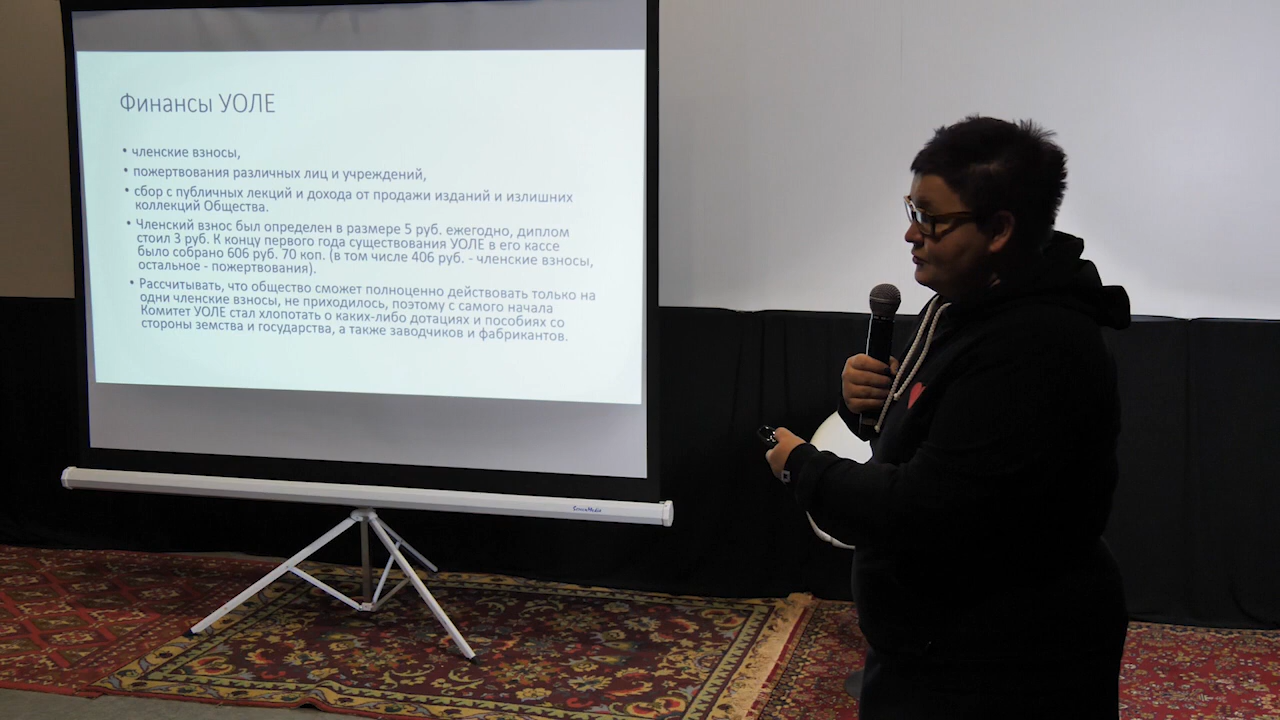 Финансы УОЛЕ
• членские взносы,
• пожертвования различных лиц и учреждений,
• сбор с публичных лекций и дохода от продажи изданий и излишних
коллекций Общества.
• Членский взнос был определен в размере 5 руб. ежегодно, диплом
стоил 3 руб. К концу первого года существования УОЛЕ в его кассе
было собрано 606 руб. 70 коп. (в том числе 406 руб. - членские взносы,
остальное - пожертвования).
• Рассчитывать, что общество сможет полноценно действовать только на
одни членские взносы, не приходилось, поэтому с самого начала
Комитет УОЛЕ стал хлопотать о каких-либо дотациях и пособиях со
стороны земства и государства, а также заводчиков и фабрикантов.
ScreenMedia